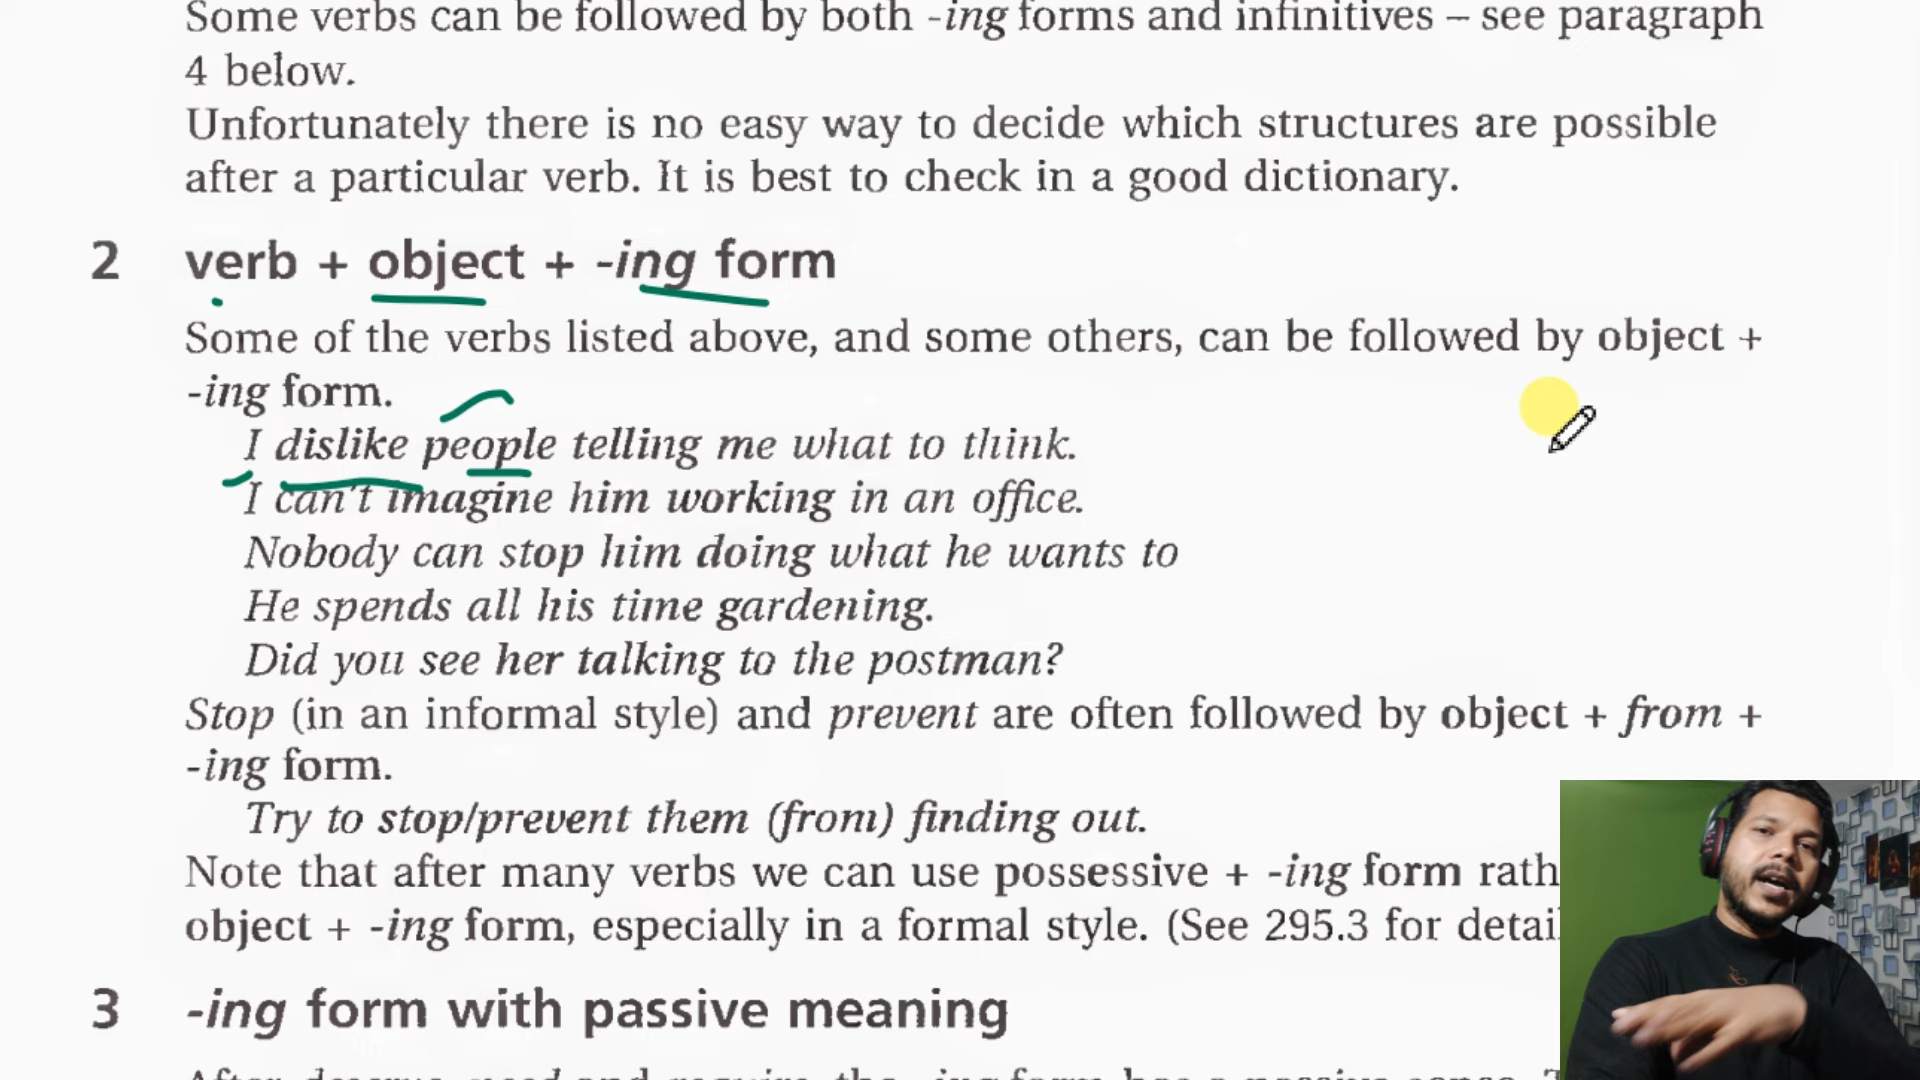 Some verbs can be followed by both -ing forms and infinitives – see paragraph
4 below.
Unfortunately there is no easy way to decide which structures are possible
after a particular verb. It is best to check in a good dictionary.
2 verb + object + -ing form
Some of the verbs listed above, and some others, can be followed by object +
-ing form.
I dislike people telling me what to think.
I can't imagine him working in an office.
Nobody can stop him doing what he wants to
He spends all his time gardening.
Did you see her talking to the postman?
Stop (in an informal style) and prevent are often followed by object + from +
-ing form.
Try to stop/prevent them (from) finding out.
Note that after many verbs we can use possessive + -ing form
object + -ing form, especially in a formal style. (See 295.3 for
3 -ing form with passive meaning